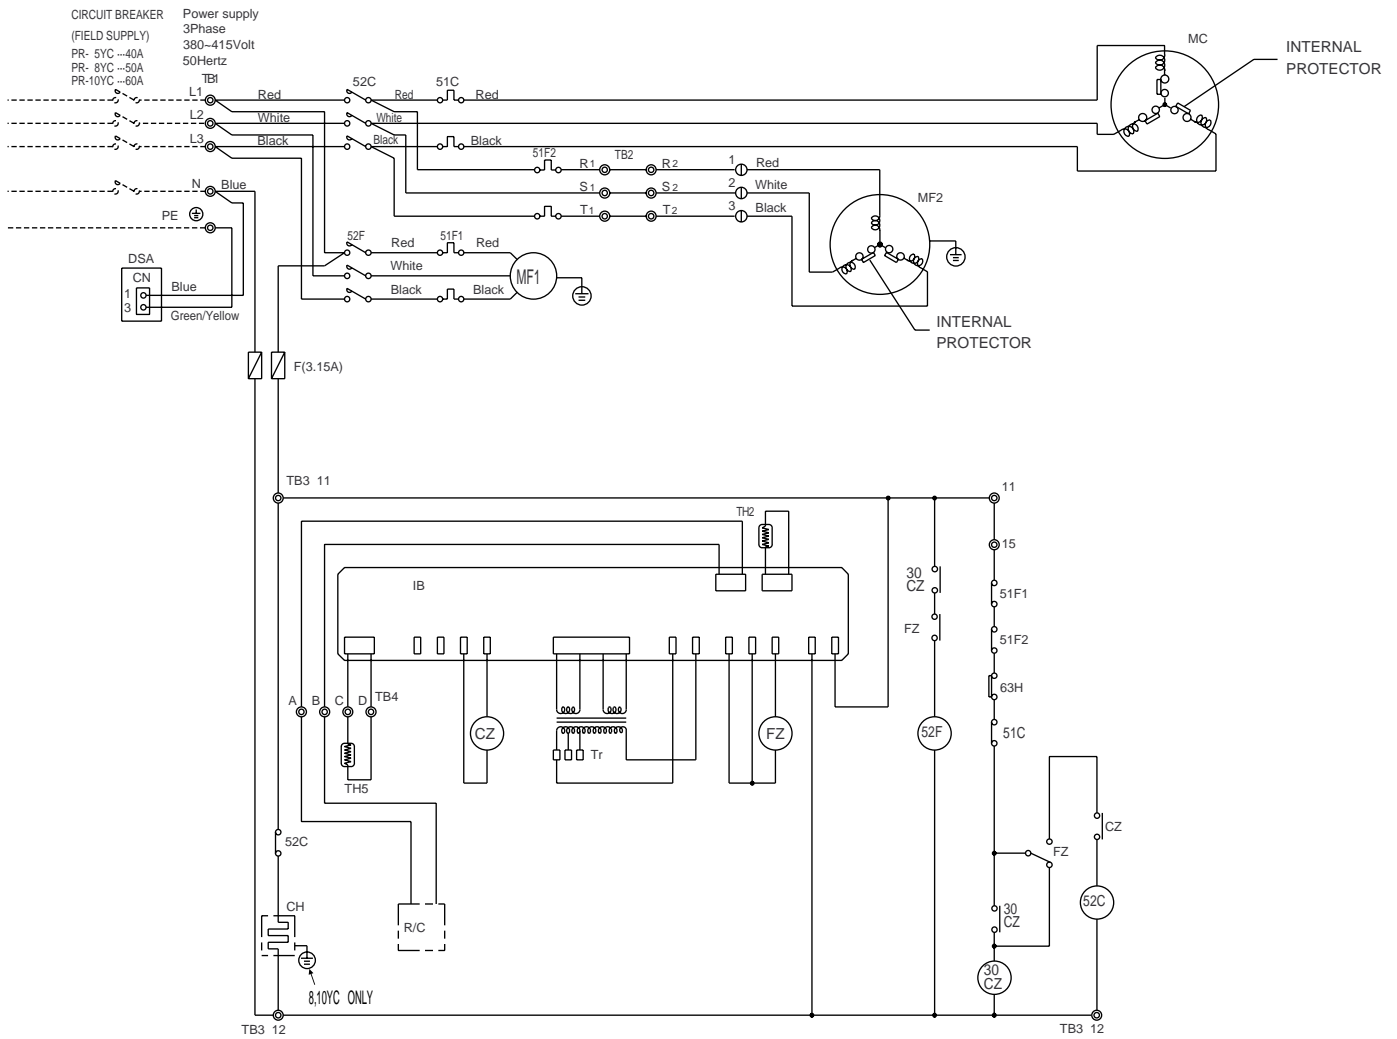 CIRCUIT BREAKER
(FIELD SUPPLY)
PR- 5YC ---40A
PR- 8YC ---50A
PR-10YC ---60A
Power supply
3Phase
380~415Volt
50Hertz
TB1
L1
Red
52C
Red
51C
Red
L2
White
White
L3
Black
Black
Black
MC
INTERNAL
PROTECTOR
51F2
R1
TB2
R2
1
Red
S1
S2
2
White
T1
T2
3
Black
MF2
INTERNAL
PROTECTOR
N
Blue
PE
52F
Red
51F1
Red
White
MF1
Black
Black
DSA
CN
1
3
Blue
Green/Yellow
F(3.15A)
TB3 11
11
15
TH2
IB
30
CZ
FZ
51F1
51F2
63H
51C
52F
A
B
C
D
TB4
TH5
CZ
Tr
FZ
FZ
CZ
52C
52C
30
CZ
30
CZ
CH
R/C
8,10YC ONLY
TB3 12
TB3 12